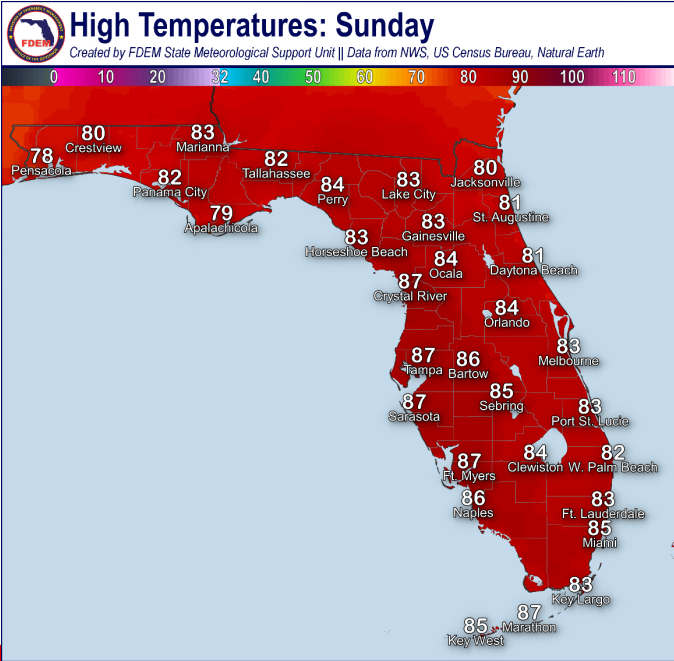 High Temperatures: Sunday
Created by FDEM State Meteorological Support Unit || Data from NWS, US Census Bureau, Natural Earth
FDEM
0 10 20 32 40 50 60 70 80 90 100 110
80
Crestview
83
Marianna
78
Pensacola
82
Tallahassee
80
Jacksonville
82
Panama City
84
Perry
83
Lake City
79
Apalachicola
81
St. Augustine
83
Horseshoe Beach
83
Gainesville
84
Ocala
81
Daytona Beach
87
Crystal River
84
Orlando
87
Tampa
86
Bartow
83
Melbourne
87
Sarasota
85
Sebring
83
Port St. Lucie
87
Ft. Myers
84
Clewiston
82
W. Palm Beach
86
Naples
83
Ft. Lauderdale
85
Miami
83
Key Largo
87
Marathon
85
Key West